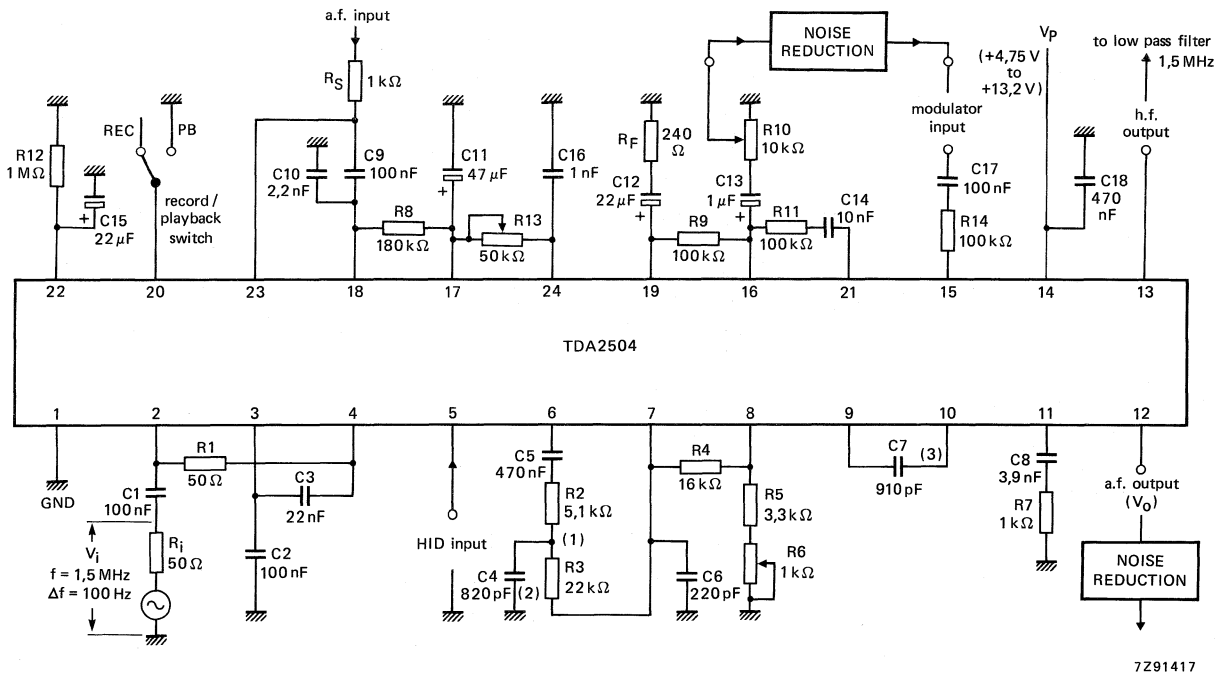 a.f. input
RS
1 kΩ
NOISE
REDUCTION
VP
(+4,75 V
to
+13,2 V)
to low pass filter
1,5 MHz
modulator
input
h.f.
output
REC
PB
R12
1 MΩ
C15
22 μF
+
record /
playback
switch
C10
2,2 nF
C9
100 nF
C11
47 μF
+
C16
1 nF
R8
180 kΩ
R13
50 kΩ
RF
240
Ω
C12
22 μF
+
R10
10 kΩ
C13
1 μF
+
R9
100 kΩ
R11
100 kΩ
C14
10 nF
C17
100 nF
R14
100 kΩ
C18
470
nF
22 20 23 18 17 24 19 16 21 15 14 13
TDA2504
1 2 3 4 5 6 7 8 9 10 11 12
GND
R1
50 Ω
C1
100 nF
C3
22 nF
C2
100 nF
Vi
f = 1,5 MHz
Δf = 100 Hz
Ri
50 Ω
HID input
C5
470 nF
R2
5,1 kΩ
(1)
C4
820 pF (2)
R3
22 kΩ
R4
16 kΩ
R5
3,3 kΩ
R6
1 kΩ
C6
220 pF
C7
(3)
910 pF
C8
3,9 nF
R7
1 kΩ
a.f. output
(Vo)
NOISE
REDUCTION
7Z91417